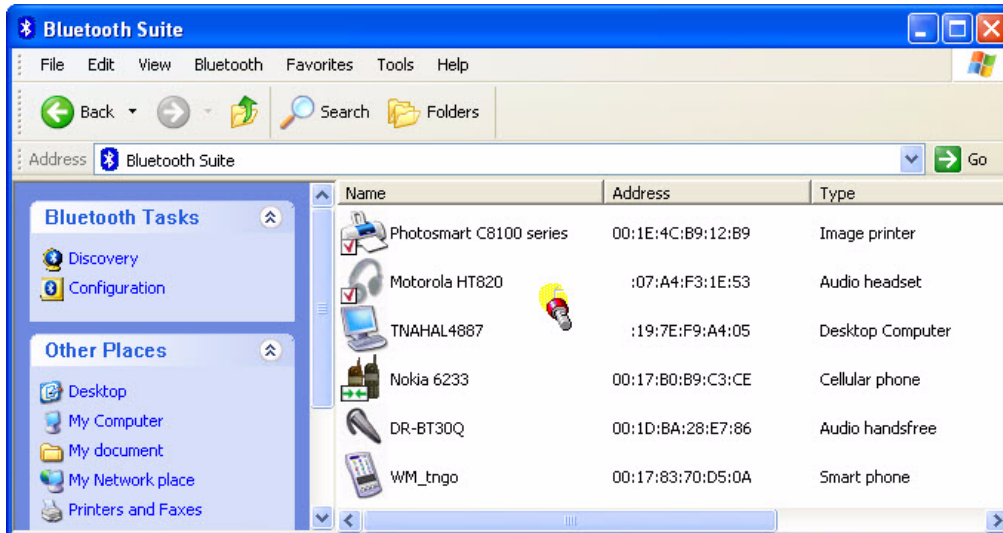 Bluetooth Suite
File Edit View Bluetooth Favorites Tools Help
Back Search Folders
Address Bluetooth Suite Go
Name Address Type
Bluetooth Tasks
Discovery
Configuration
Other Places
Desktop
My Computer
My document
My Network place
Printers and Faxes
Photosmart C8100 series 00:1E:4C:B9:12:B9 Image printer
Motorola HT820 :07:A4:F3:1E:53 Audio headset
TNAHAL4887 :19:7E:F9:A4:05 Desktop Computer
Nokia 6233 00:17:B0:B9:C3:CE Cellular phone
DR-BT30Q 00:1D:BA:28:E7:86 Audio handsfree
WM_tngo 00:17:83:70:D5:0A Smart phone